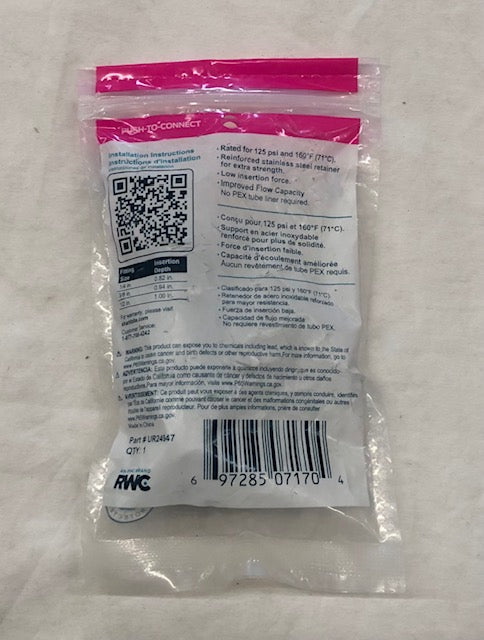 PUSH-TO-CONNECT
Installation Instructions
Instructions d'installation
• Rated for 125 psi and 160°F (71°C).
• Reinforced stainless steel retainer
for extra strength.
• Low insertion force.
• Improved Flow Capacity
No PEX tube liner required.
• Conçu pour 125 psi et 160°F (71°C).
• Support en acier inoxydable
renforcé pour plus de solidité.
• Force d'insertion faible.
• Capacité d'écoulement améliorée
Aucun revêtement de tube PEX requis.
• Clasificado para 125 psi y 160°F (71°C).
• Retenedor de acero inoxidable reforzado
para mayor resistencia.
• Fuerza de inserción baja.
• Capacidad de flujo mejorada
No requiere revestimiento de tubo PEX.
Fitting Size Insertion Depth
1/4 in. 0.82 in.
3/8 in. 0.94 in.
1/2 in. 1.00 in.
For warranty, please visit
sharkbite.com
Customer Service:
⚠ WARNING: This product can expose you to chemicals including lead, which is known to the State of
California to cause cancer and birth defects or other reproductive harm. For more information, go to
www.P65Warnings.ca.gov.
⚠ ADVERTENCIA: Este producto puede exponerle a químicos incluyendo
por el Estado de California como causantes de cáncer y defectos de nacimiento u otros daños
reproductivos. Para mayor información, visite www.P65Warnings.ca.gov.
⚠ AVERTISSEMENT: Ce produit peut vous exposer à des agents chimiques, y compris
l'État de Californie comme pouvant causer le cancer et des malformations congénitales ou autres
troubles de l'appareil reproducteur. Pour de plus amples informations, prière de consulter
www.P65Warnings.ca.gov.
Made in China
Part # UR24947
QTY: 1
RWC
6 97285 07170 4